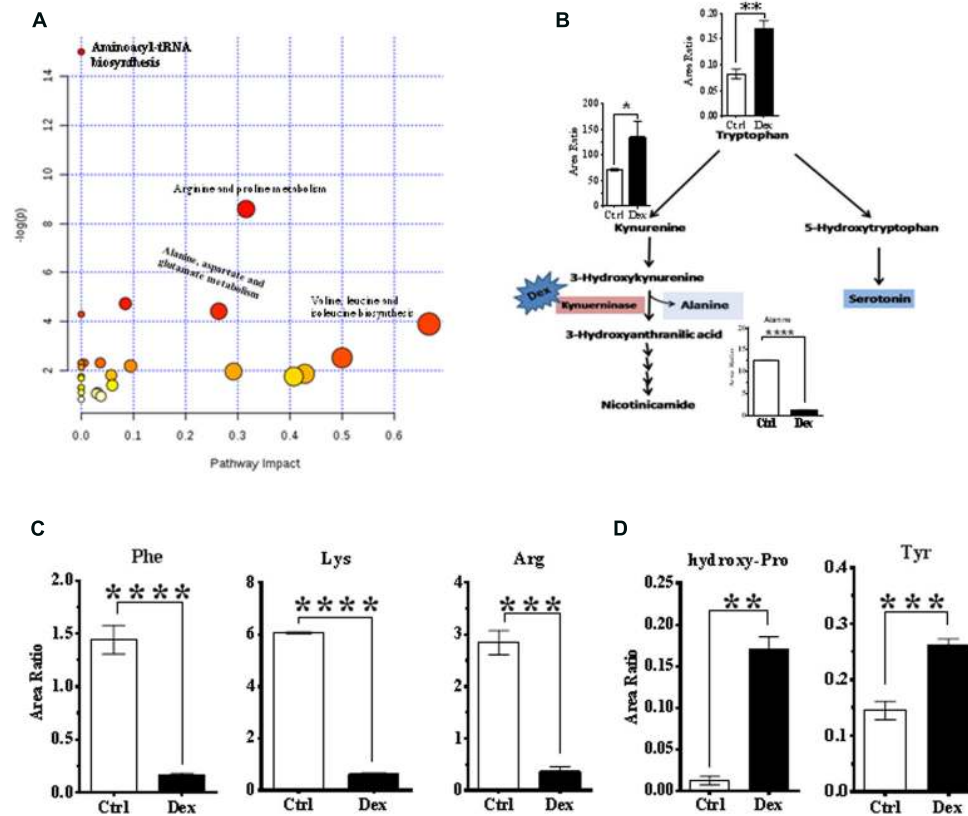 A
Aminoacyl-tRNA
biosynthesis
14
12
10
8
6
4
2
-log(p)
Arginine and proline metabolism
Alanine, aspartate and
glutamate metabolism
Valine, leucine and
isoleucine biosynthesis
0.0 0.1 0.2 0.3 0.4 0.5 0.6
Pathway Impact
B
Area Ratio
0.20
0.15
0.10
0.05
0.00
**
Ctrl Dex
Tryptophan
Area Ratio
200
150
100
50
0
*
Ctrl Dex
Kynurenine
5-Hydroxytryptophan
3-Hydroxykynurenine
Dex
Kynuerninase
Alanine
Serotonin
3-Hydroxyanthranilic acid
Nicotinicamide
Alanine
****
Area Ratio
20
15
10
5
0
Ctrl Dex
C
Phe
Area Ratio
2.0
1.5
1.0
0.5
0.0
****
Ctrl Dex
Lys
8
6
4
2
0
****
Ctrl Dex
Arg
4
3
2
1
0
***
Ctrl Dex
D
hydroxy-Pro
Area Ratio
0.25
0.20
0.15
0.10
0.05
0.00
**
Ctrl Dex
Tyr
0.4
0.3
0.2
0.1
0.0
***
Ctrl Dex